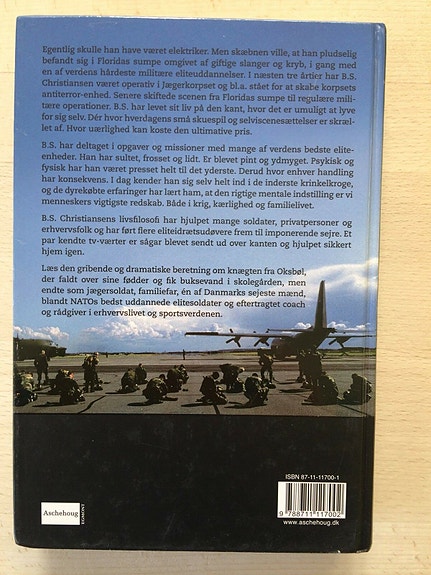 Egentlig skulle han have været elektriker. Men skæbnen ville, at han pludselig
befandt sig i Floridas sumpe omgivet af giftige slanger og kryb, i gang med
en af verdens hårdeste militære eliteuddannelser. I næsten tre årtier har B.S.
Christiansen været operativ i Jægerkorpset og bl.a. stået for at skabe korpsets
antiterror-enhed. Senere skiftede scenen fra Floridas sumpe til regulære mili-
tære operationer. B.S. har levet sit liv på den kant, hvor det er umuligt at lyve
for sig selv. Dér hvor hverdagens små skuespil og selviscenesættelser er skræl-
let af. Hvor uærlighed kan koste den ultimative pris.
B.S. har deltaget i opgaver og missioner med mange af verdens bedste elite-
enheder. Han har sultet, frosset og lidt. Er blevet pint og ydmyget. Psykisk og
fysisk har han været presset helt til det yderste. Derud hvor enhver handling
har konsekvens. I dag kender han sig selv helt ind i de inderste krinkelkroge,
og de dyrekøbte erfaringer har lært ham, at den rigtige mentale indstilling er vi
menneskers vigtigste redskab. Både i krig, kærlighed og familielivet.
B.S. Christiansens livsfilosofi har hjulpet mange soldater, privatpersoner og
erhvervsfolk og har ført flere eliteidrætsudøvere frem til imponerende sejre. Et
par kendte tv-værter er sågar blevet sendt ud over kanten og hjulpet sikkert
hjem igen.
Læs den gribende og dramatiske beretning om knægten fra Oksbøl,
der faldt over sine fødder og fik buksevand i skolegården, men
endte som jægersoldat, familiefar, én af Danmarks sejeste mænd,
blandt NATOs bedst uddannede elitesoldater og eftertragtet coach
og rådgiver i erhvervslivet og sportsverdenen.
ISBN 87-11-11700-1
9 788711 117002
www.aschehoug.dk
Aschehoug
EGMONT